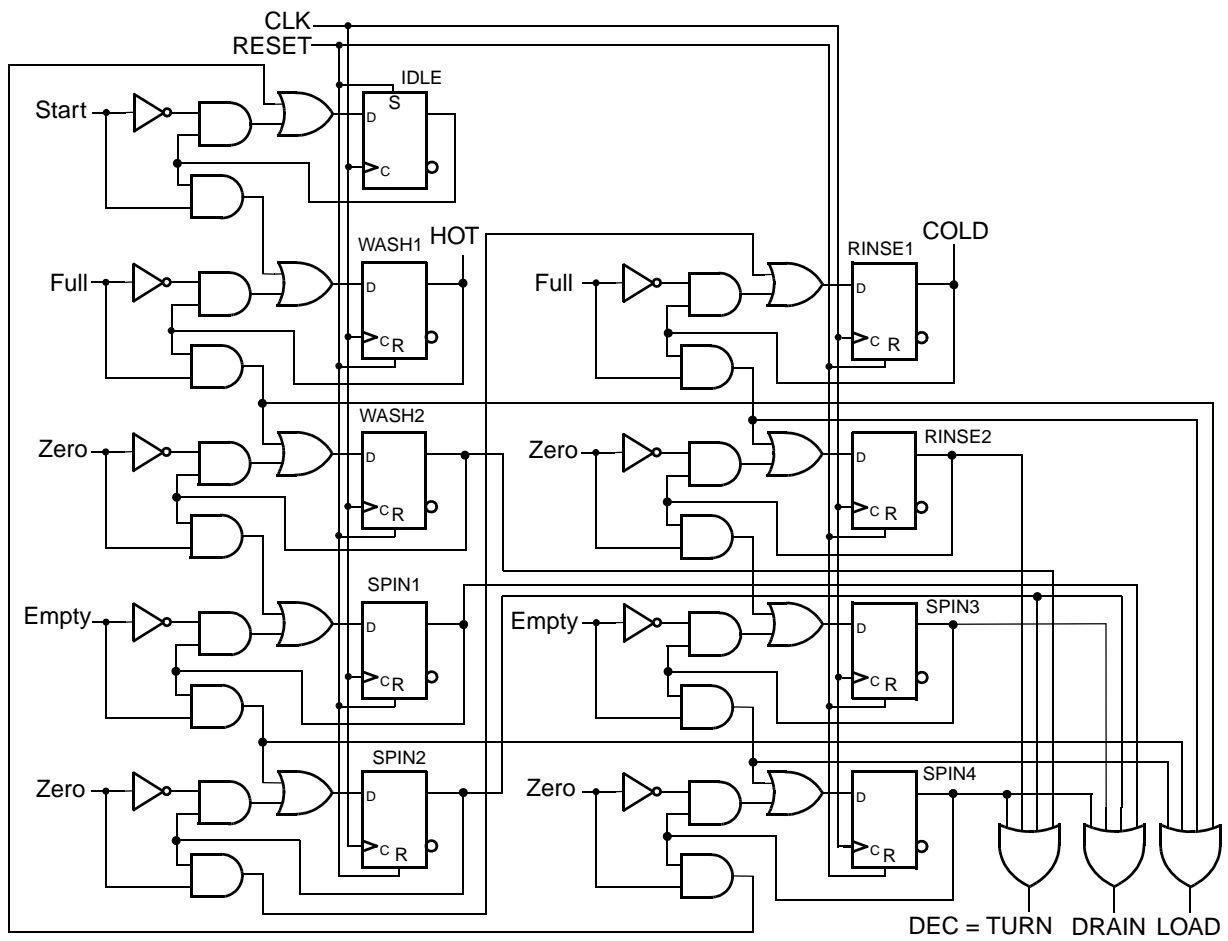 CLK
RESET
IDLE
Start
D
S
C
WASH1
HOT
COLD
RINSE1
Full
D
C
R
Full
D
C
R
WASH2
RINSE2
Zero
D
C
R
Zero
D
C
R
SPIN1
SPIN3
Empty
D
C
R
Empty
D
C
R
SPIN2
SPIN4
Zero
D
C
R
Zero
D
C
R
DEC = TURN
DRAIN
LOAD